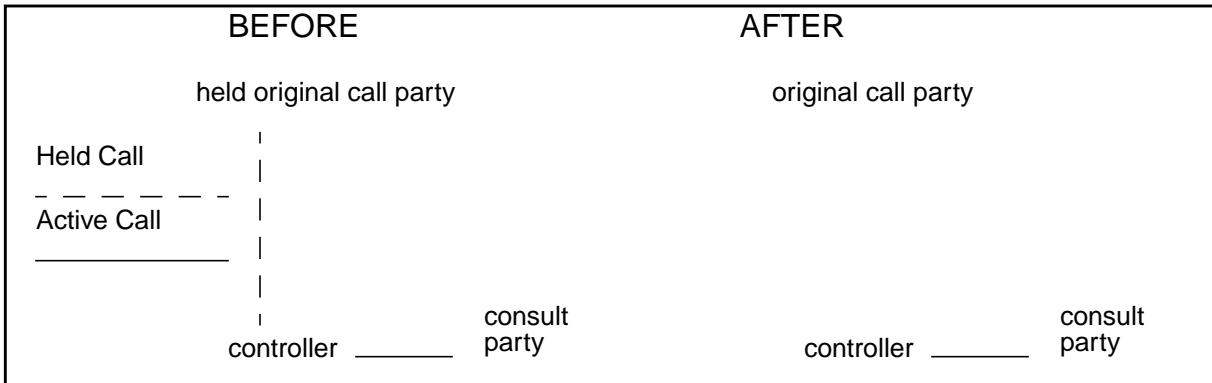 BEFORE
AFTER
held original call party
original call party
Held Call
Active Call
controller
consult
party
controller
consult
party